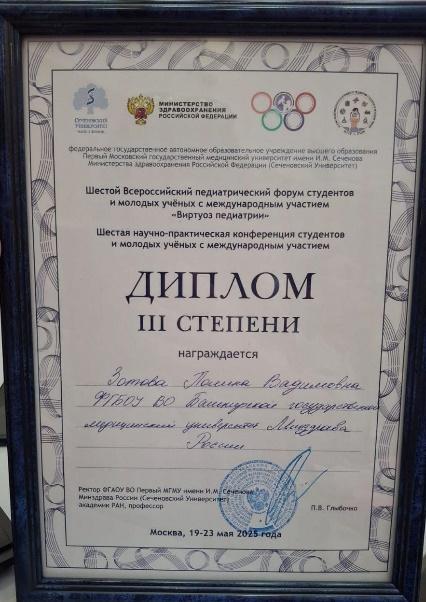 Сеченовский
Университет
МИНИСТЕРСТВО
ЗДРАВООХРАНЕНИЯ
РОССИЙСКОЙ ФЕДЕРАЦИИ
федеральное государственное автономное образовательное учреждение высшего образования
Первый Московский государственный медицинский университет имени И.М. Сеченова
Министерства здравоохранения Российской Федерации (Сеченовский Университет)
Шестой Всероссийский педиатрический форум студентов
и молодых учёных с международным участием
«Виртуоз педиатрии»
Шестая научно-практическая конференция студентов
и молодых учёных с международным участием
ДИПЛОМ
III СТЕПЕНИ
награждается
Зотова Полина Вадимовна
ФГБОУ ВО Башкирский государственный
медицинский университет Минздрава
России
Ректор ФГАОУ ВО Первый МГМУ имени И.М. Сеченова
Минздрава России (Сеченовский Университет)
академик РАН, профессор
П.В. Глыбочко
Москва, 19-23 мая 2025 года